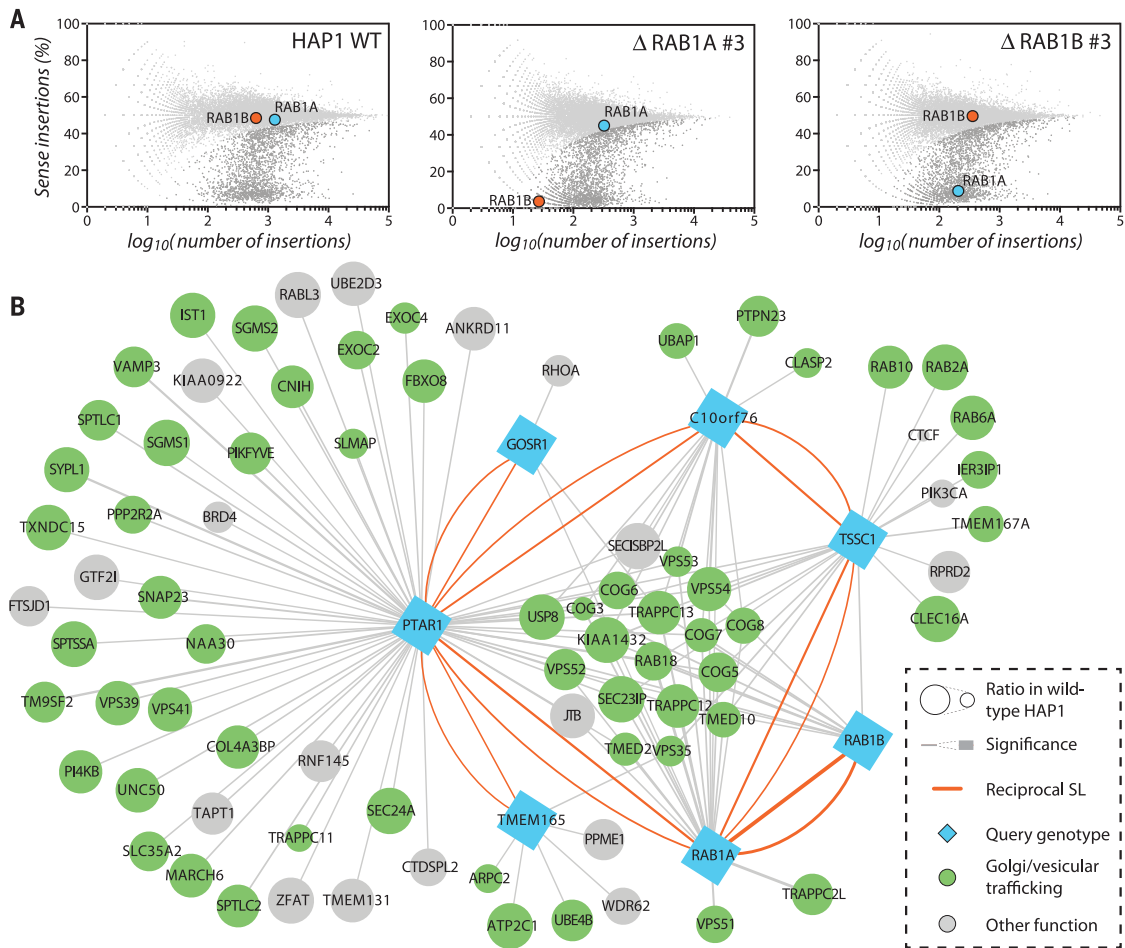 A
Sense insertions (%)
100
80
60
40
20
0
HAP1 WT
RAB1B
RAB1A
0
1
2
3
4
5
log10(number of insertions)
100
80
60
40
20
0
Δ RAB1A #3
RAB1A
RAB1B
0
1
2
3
4
5
log10(number of insertions)
100
80
60
40
20
0
Δ RAB1B #3
RAB1B
RAB1A
0
1
2
3
4
5
log10(number of insertions)
B
IST1
SGMS2
RABL3
UBE2D3
EXOC4
ANKRD11
EXOC2
VAMP3
KIAA0922
CNIH
FBXO8
SPTLC1
SGMS1
PIKFYVE
SLMAP
SYPL1
PPP2R2A
BRD4
TXNDC15
GTF2I
SNAP23
FTSJD1
SPTSSA
NAA30
TM9SF2
VPS39
VPS41
COL4A3BP
PI4KB
UNC50
RNF145
TAPT1
SEC24A
SLC35A2
TRAPPC11
MARCH6
SPTLC2
ZFAT
TMEM131
CTDSPL2
PTAR1
GOSR1
RHOA
UBAP1
PTPN23
CLASP2
C10orf76
RAB10
RAB2A
RAB6A
CTCF
IER3IP1
PIK3CA
TMEM167A
TSSC1
RPRD2
CLEC16A
SECISBP2L
VPS53
COG6
VPS54
USP8
COG3
TRAPPC13
KIAA1432
COG7
COG8
VPS52
RAB18
COG5
SEC23IP
TRAPPC12
JTB
TMED10
TMED2
VPS35
RAB1B
TMEM165
PPME1
RAB1A
ARPC2
ATP2C1
UBE4B
WDR62
VPS51
TRAPPC2L
Ratio in wild-
type HAP1
Significance
Reciprocal SL
Query genotype
Golgi/vesicular
trafficking
Other function